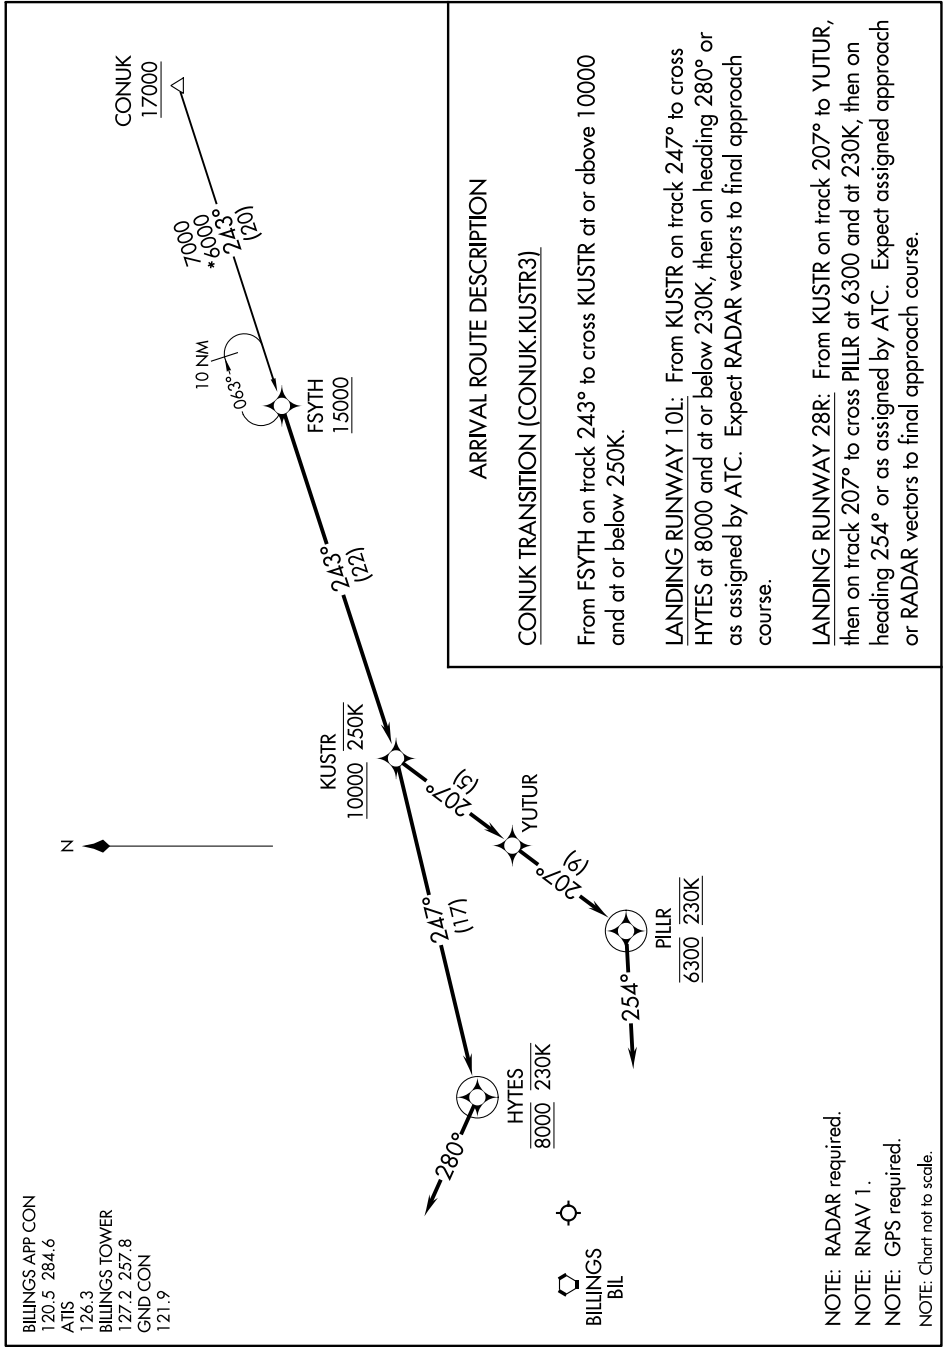 BILLINGS APP CON
120.5 284.6
ATIS
126.3
BILLINGS TOWER
127.2 257.8
GND CON
121.9
N
CONUK
17000
7000
*6000
243°
(20)
10 NM
063°
FSYTH
15000
243°
(22)
KUSTR
10000 250K
247°
(17)
207°
(5)
YUTUR
207°
(9)
HYTES
8000 230K
280°
PILLR
6300 230K
254°
BILLINGS
BIL
NOTE: RADAR required.
NOTE: RNAV 1.
NOTE: GPS required.
NOTE: Chart not to scale.
ARRIVAL ROUTE DESCRIPTION
CONUK TRANSITION (CONUK.KUSTR3)
From FSYTH on track 243° to cross KUSTR at or above 10000
and at or below 250K.
LANDING RUNWAY 10L: From KUSTR on track 247° to cross
HYTES at 8000 and at or below 230K, then on heading 280° or
as assigned by ATC. Expect RADAR vectors to final approach
course.
LANDING RUNWAY 28R: From KUSTR on track 207° to YUTUR,
then on track 207° to cross PILLR at 6300 and at 230K, then on
heading 254° or as assigned by ATC. Expect assigned approach
or RADAR vectors to final approach course.